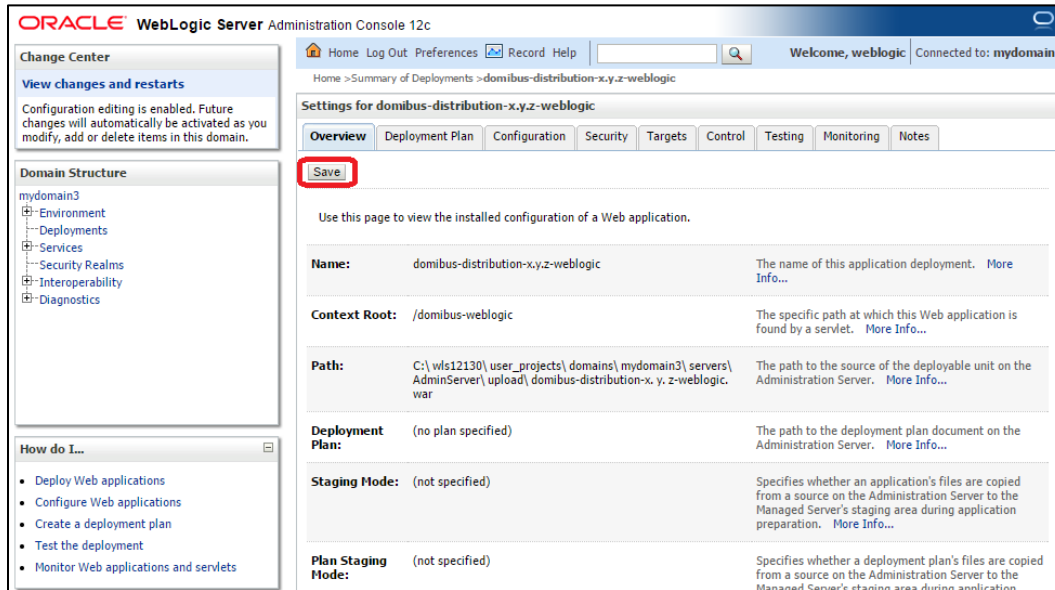 ORACLE WebLogic Server Administration Console 12c
Change Center
View changes and restarts
Configuration editing is enabled. Future
changes will automatically be activated as you
modify, add or delete items in this domain.
Domain Structure
mydomain3
Environment
Deployments
Services
Security Realms
Interoperability
Diagnostics
How do I...
Deploy Web applications
Configure Web applications
Create a deployment plan
Test the deployment
Monitor Web applications and servlets
Home Log Out Preferences Record Help
Welcome, weblogic Connected to: mydomain
Home >Summary of Deployments >domibus-distribution-x.y.z-weblogic
Settings for domibus-distribution-x.y.z-weblogic
Overview Deployment Plan Configuration Security Targets Control Testing Monitoring Notes
Save
Use this page to view the installed configuration of a Web application.
Name: domibus-distribution-x.y.z-weblogic The name of this application deployment. More
Info...
Context Root: /domibus-weblogic The specific path at which this Web application is
found by a servlet. More Info...
Path: C:\ wls12130\ user_projects\ domains\ mydomain3\ servers\ The path to the source of the deployable unit on the
AdminServer\ upload\ domibus-distribution-x. y. z-weblogic. Administration Server. More Info...
war
Deployment (no plan specified) The path to the deployment plan document on the
Plan: Administration Server. More Info...
Staging Mode: (not specified) Specifies whether an application's files are copied
from a source on the Administration Server to the
Managed Server's staging area during application
preparation. More Info...
Plan Staging (not specified) Specifies whether a deployment plan's files are copied
Mode: from a source on the Administration Server to the
Managed Server's staging area during application